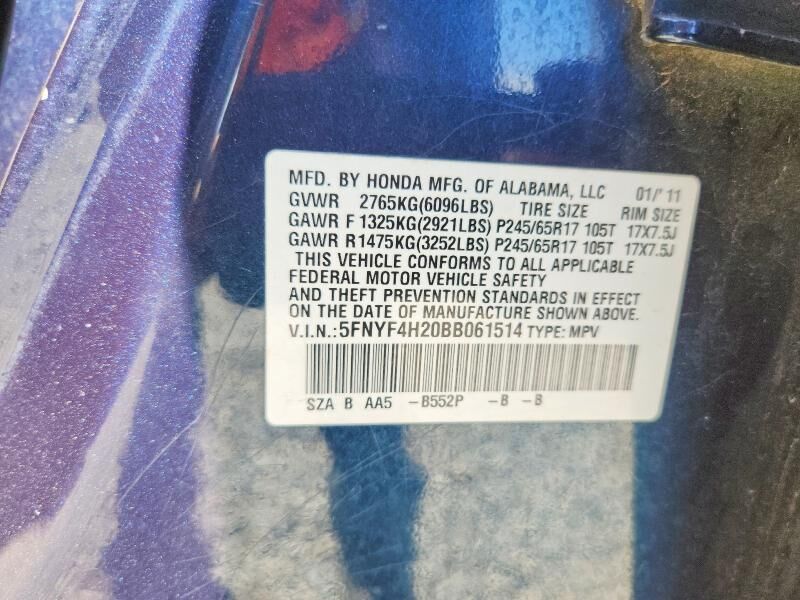 MFD. BY HONDA MFG. OF ALABAMA, LLC 01/'11
GVWR 2765KG(6096LBS) TIRE SIZE RIM SIZE
GAWR F 1325KG(2921LBS) P245/65R17 105T 17X7.5J
GAWR R1475KG(3252LBS) P245/65R17 105T 17X7.5J
THIS VEHICLE CONFORMS TO ALL APPLICABLE
FEDERAL MOTOR VEHICLE SAFETY
AND THEFT PREVENTION STANDARDS IN EFFECT
ON THE DATE OF MANUFACTURE SHOWN ABOVE.
V.I.N.:5FNYF4H20BB061514 TYPE: MPV
SZA B AA5 -B552P -B -B